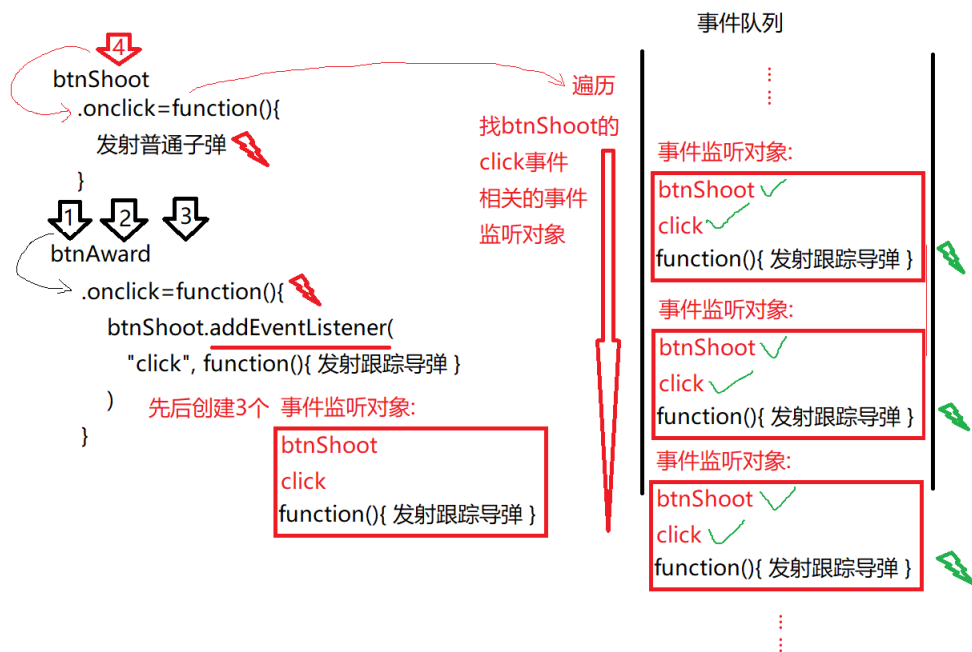 事件队列
4
btnShoot
.onclick=function(){
发射普通子弹
}
1 2 3
btnAward
.onclick=function(){
btnShoot.addEventListener(
"click", function(){ 发射跟踪导弹 }
)
}
先后创建3个 事件监听对象:
btnShoot
click
function(){ 发射跟踪导弹 }
遍历
找btnShoot的
click事件
相关的事件
监听对象
事件监听对象:
btnShoot
click
function(){ 发射跟踪导弹 }
事件监听对象:
btnShoot
click
function(){ 发射跟踪导弹 }
事件监听对象:
btnShoot
click
function(){ 发射跟踪导弹 }